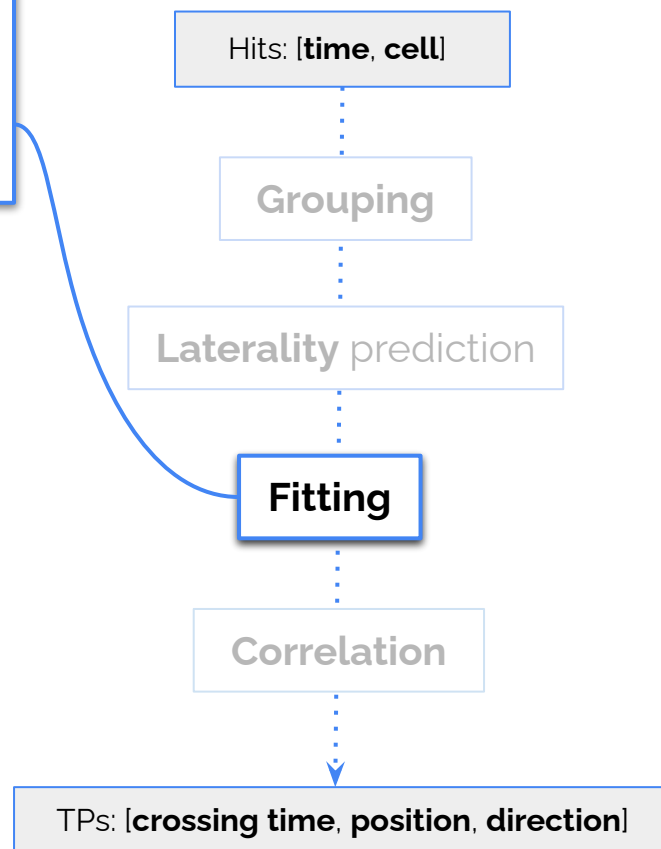 Hits: [time, cell]
Grouping
Laterality prediction
Fitting
Correlation
TPs: [crossing time, position, direction]